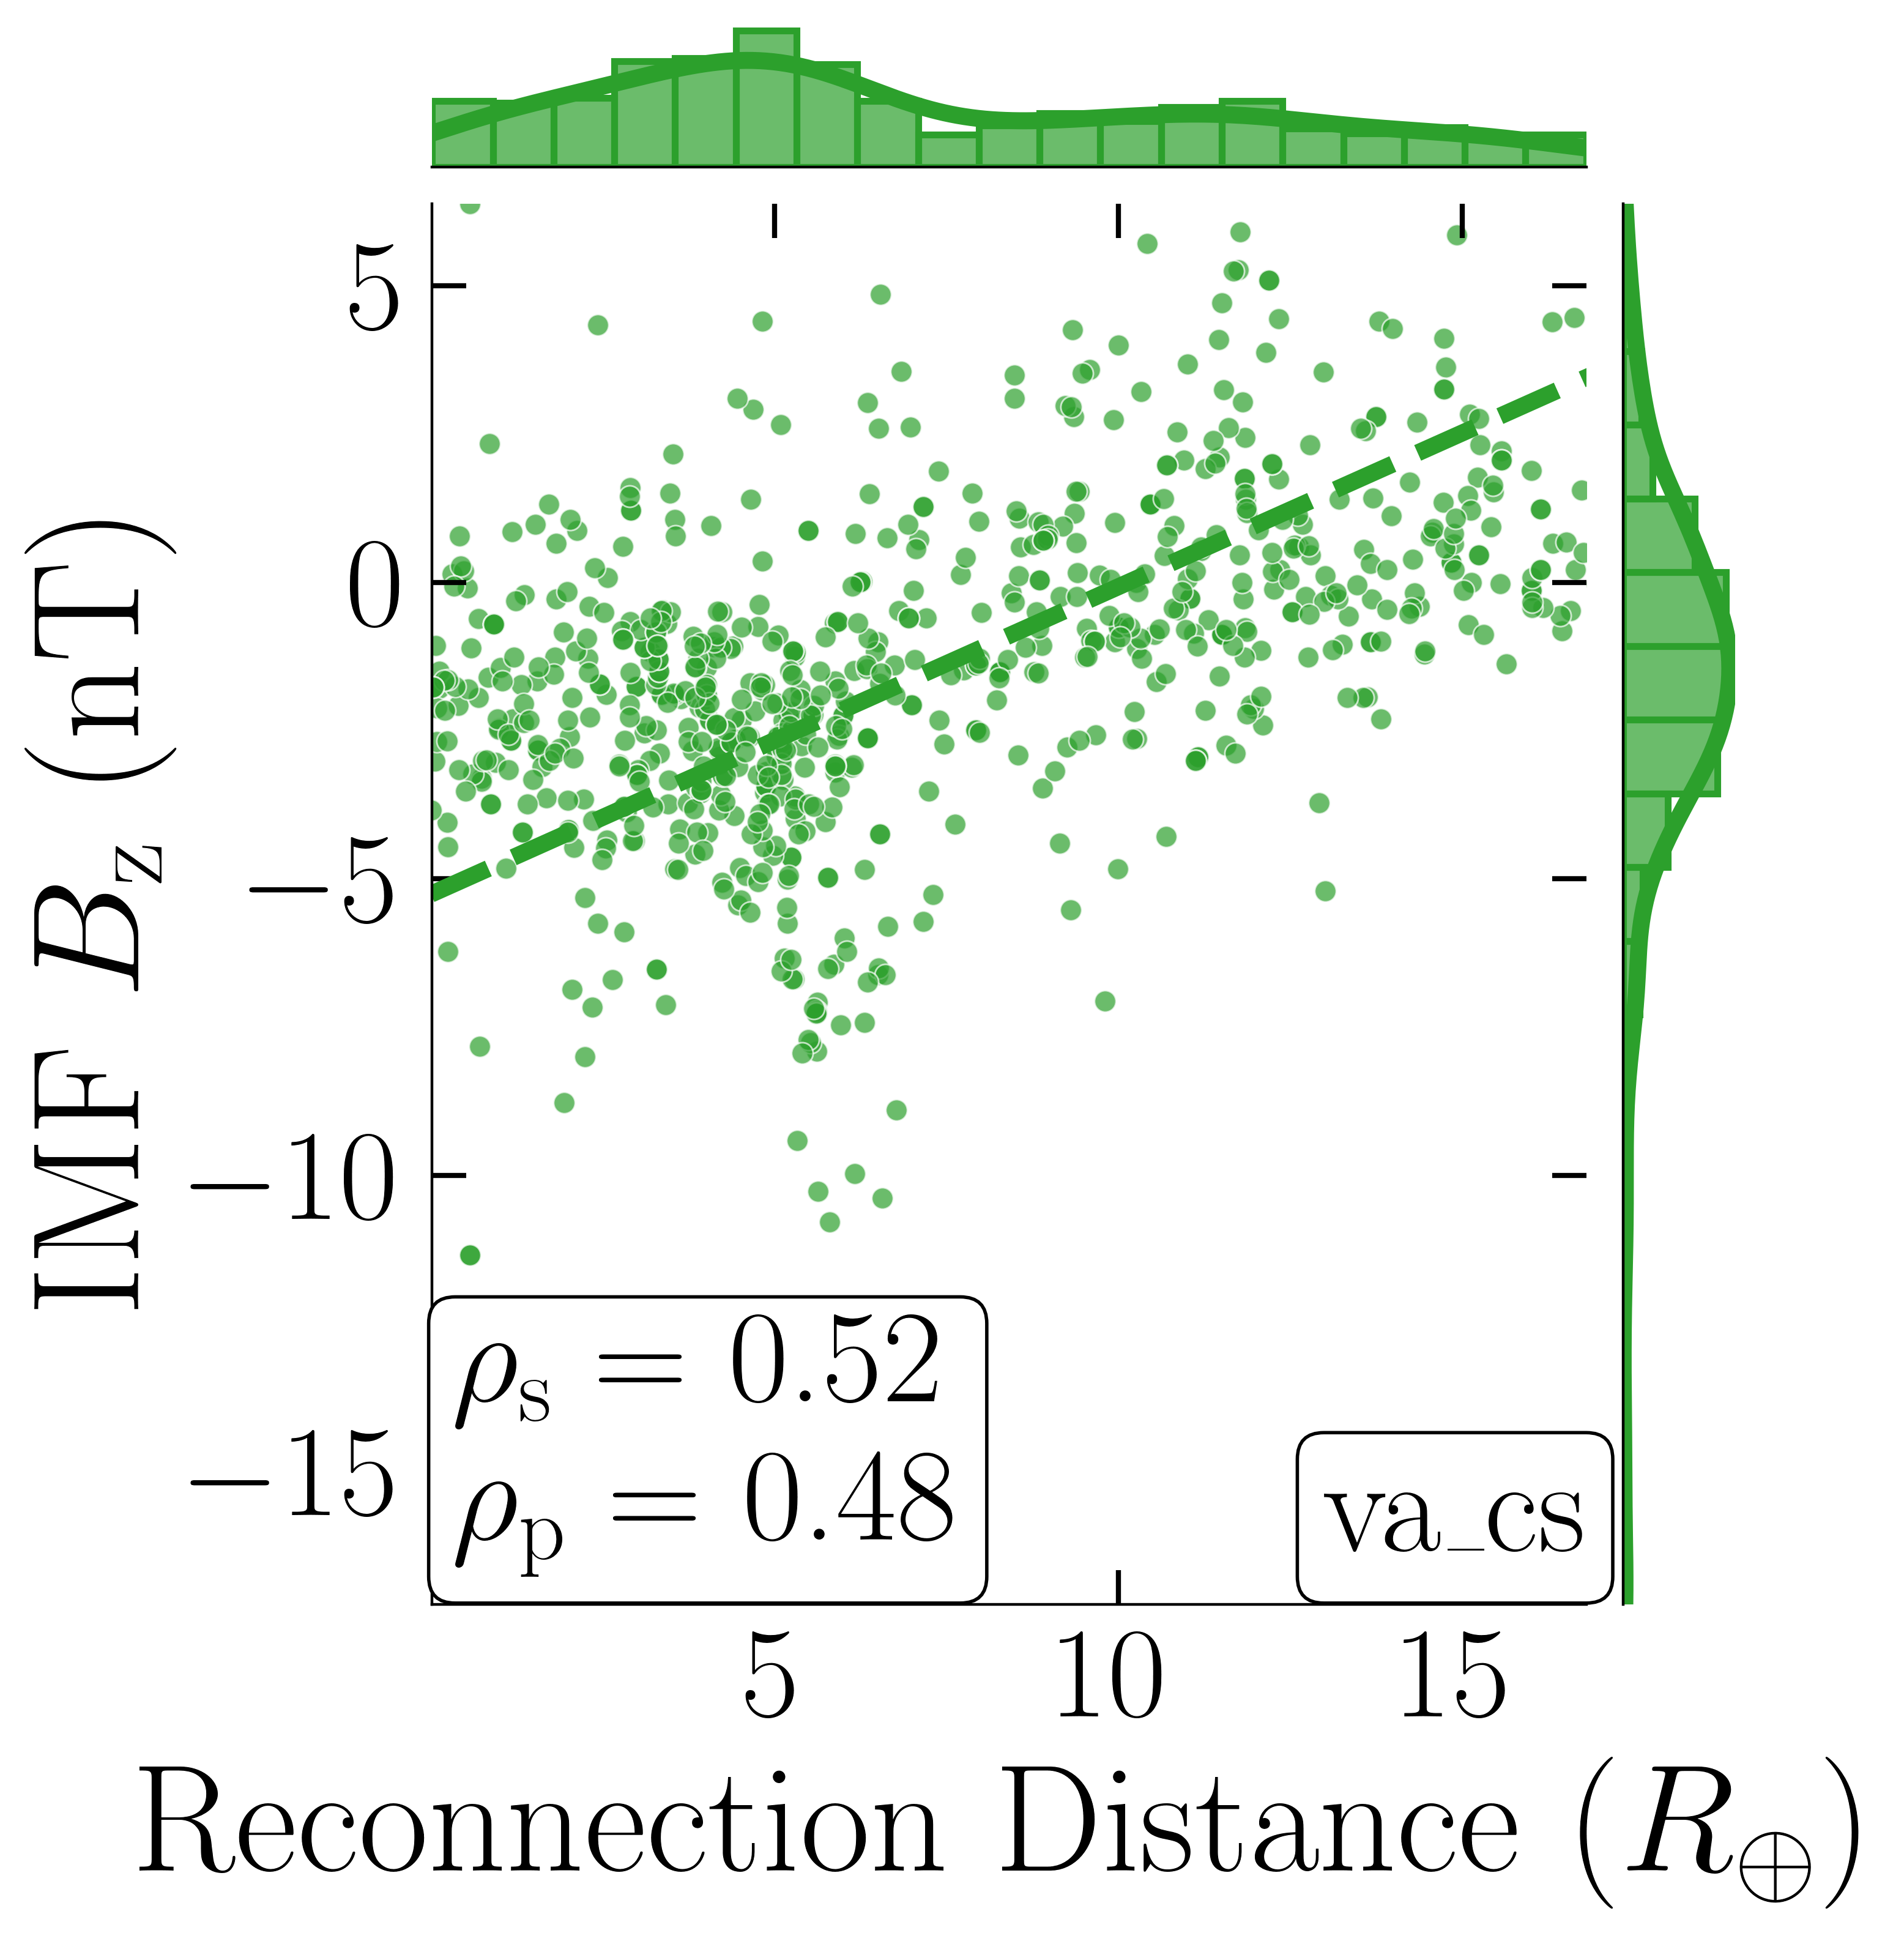 5
0
−5
−10
−15
IMF B_z (nT)
ρ_s = 0.52
ρ_p = 0.48
va_cs
5 10 15
Reconnection Distance (R_⊕)